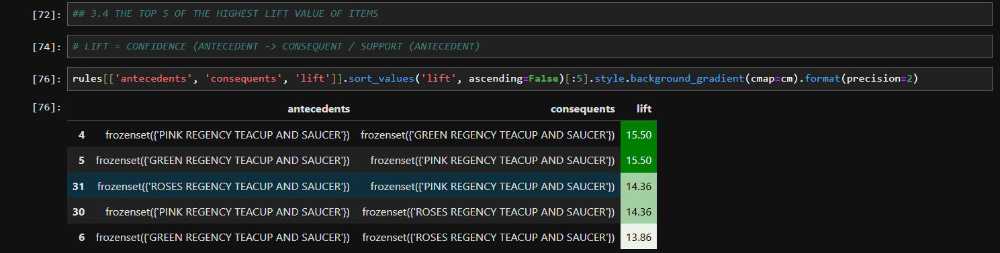 [72]: ## 3.4 THE TOP 5 OF THE HIGHEST LIFT VALUE OF ITEMS
[74]: # LIFT = CONFIDENCE (ANTECEDENT -> CONSEQUENT / SUPPORT (ANTECEDENT)
[76]: rules[['antecedents', 'consequents', 'lift']].sort_values('lift', ascending=False)[:5].style.background_gradient(cmap=cm).format(precision=2)
[76]: antecedents consequents lift
4 frozenset({'PINK REGENCY TEACUP AND SAUCER'}) frozenset({'GREEN REGENCY TEACUP AND SAUCER'}) 15.50
5 frozenset({'GREEN REGENCY TEACUP AND SAUCER'}) frozenset({'PINK REGENCY TEACUP AND SAUCER'}) 15.50
31 frozenset({'ROSES REGENCY TEACUP AND SAUCER'}) frozenset({'PINK REGENCY TEACUP AND SAUCER'}) 14.36
30 frozenset({'PINK REGENCY TEACUP AND SAUCER'}) frozenset({'ROSES REGENCY TEACUP AND SAUCER'}) 14.36
6 frozenset({'GREEN REGENCY TEACUP AND SAUCER'}) frozenset({'ROSES REGENCY TEACUP AND SAUCER'}) 13.86